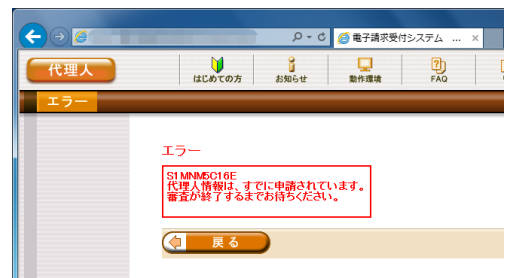 電子請求受付システム ...
代理人
はじめての方
お知らせ
動作環境
FAQ
エラー
エラー
S1MNM5C16E
代理人情報は、すでに申請されています。
審査が終了するまでお待ちください。
戻る